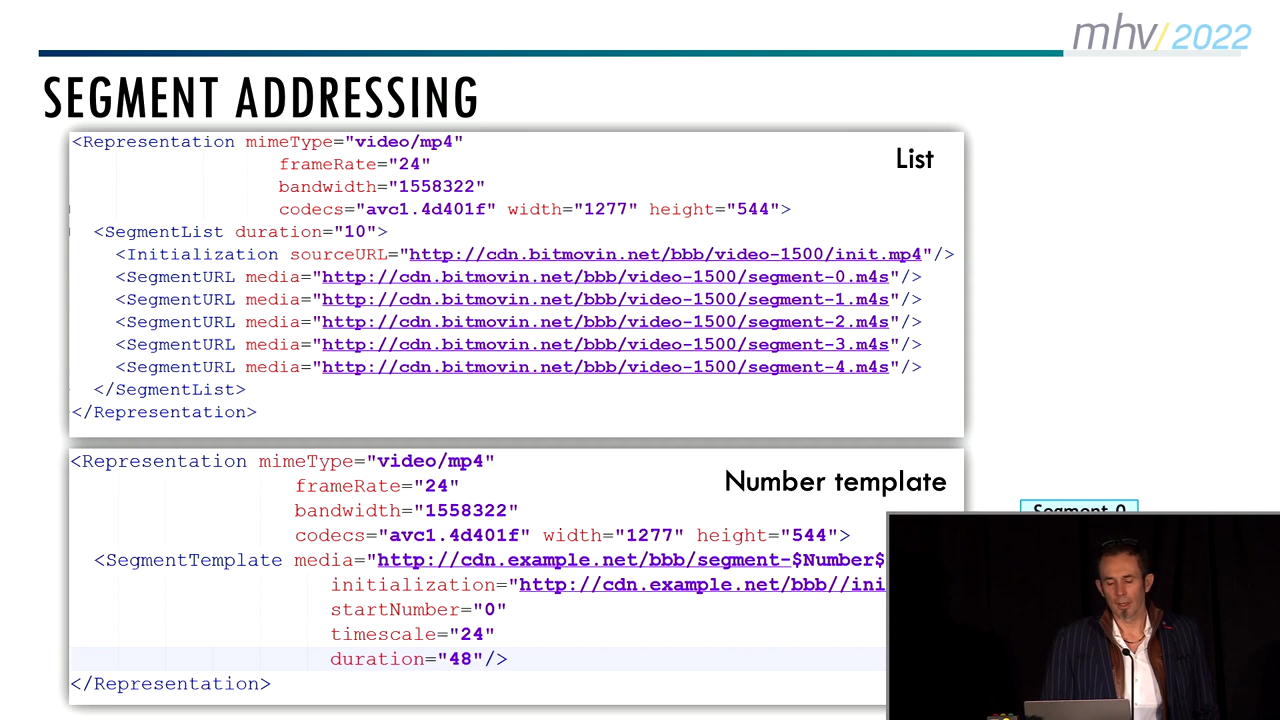 mhv/2022
SEGMENT ADDRESSING
<Representation mimeType="video/mp4"
List
frameRate="24"
bandwidth="1558322"
codecs="avc1.4d401f" width="1277" height="544">
<SegmentList duration="10">
<Initialization sourceURL="http://cdn.bitmovin.net/bbb/video-1500/init.mp4"/>
<SegmentURL media="http://cdn.bitmovin.net/bbb/video-1500/segment-0.m4s"/>
<SegmentURL media="http://cdn.bitmovin.net/bbb/video-1500/segment-1.m4s"/>
<SegmentURL media="http://cdn.bitmovin.net/bbb/video-1500/segment-2.m4s"/>
<SegmentURL media="http://cdn.bitmovin.net/bbb/video-1500/segment-3.m4s"/>
<SegmentURL media="http://cdn.bitmovin.net/bbb/video-1500/segment-4.m4s"/>
</SegmentList>
</Representation>
<Representation mimeType="video/mp4"
Number template
frameRate="24"
bandwidth="1558322"
codecs="avc1.4d401f" width="1277" height="544">
<SegmentTemplate media="http://cdn.example.net/bbb/segment-$Number$
initialization="http://cdn.example.net/bbb//ini
startNumber="0"
timescale="24"
duration="48"/>
</Representation>
Segment 0